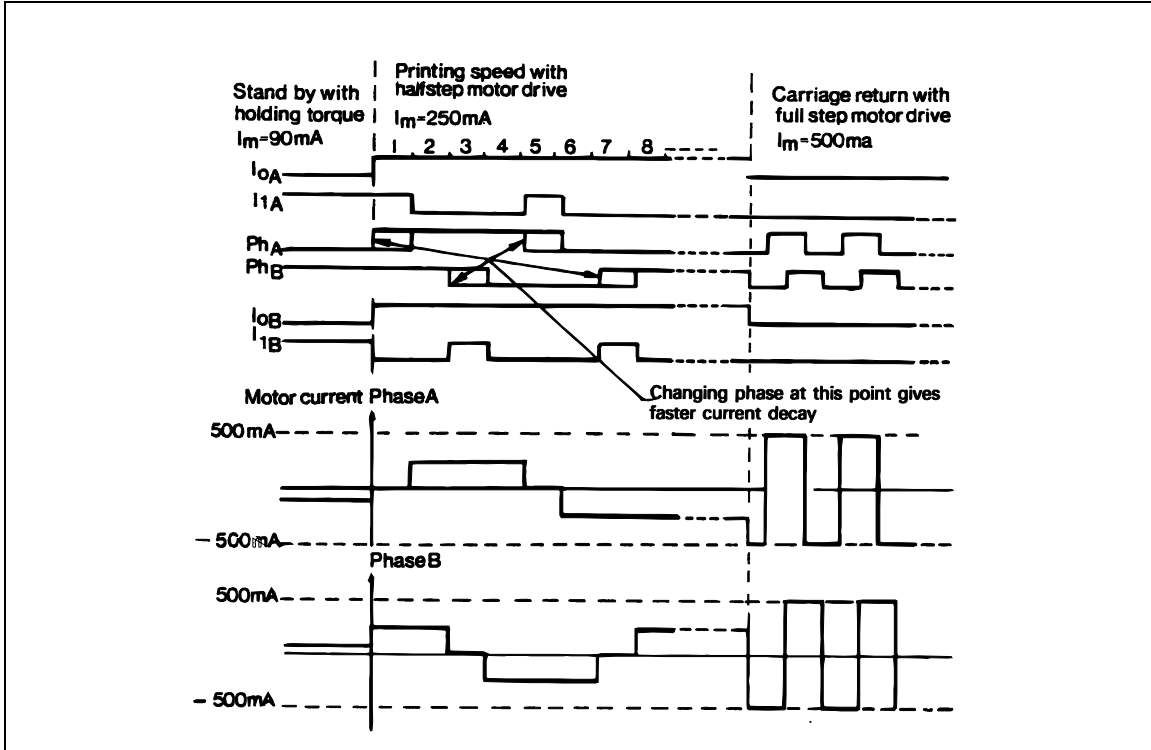 Stand by with
holding torque
Im=90mA
Printing speed with
halfstep motor drive
Im=250mA
Carriage return with
full step motor drive
Im=500ma
1 2 3 4 5 6 7 8
IoA
I1A
PhA
PhB
IoB
I1B
Changing phase at this point gives
faster current decay
Motor current PhaseA
500mA
- 500mA
PhaseB
500mA
- 500mA